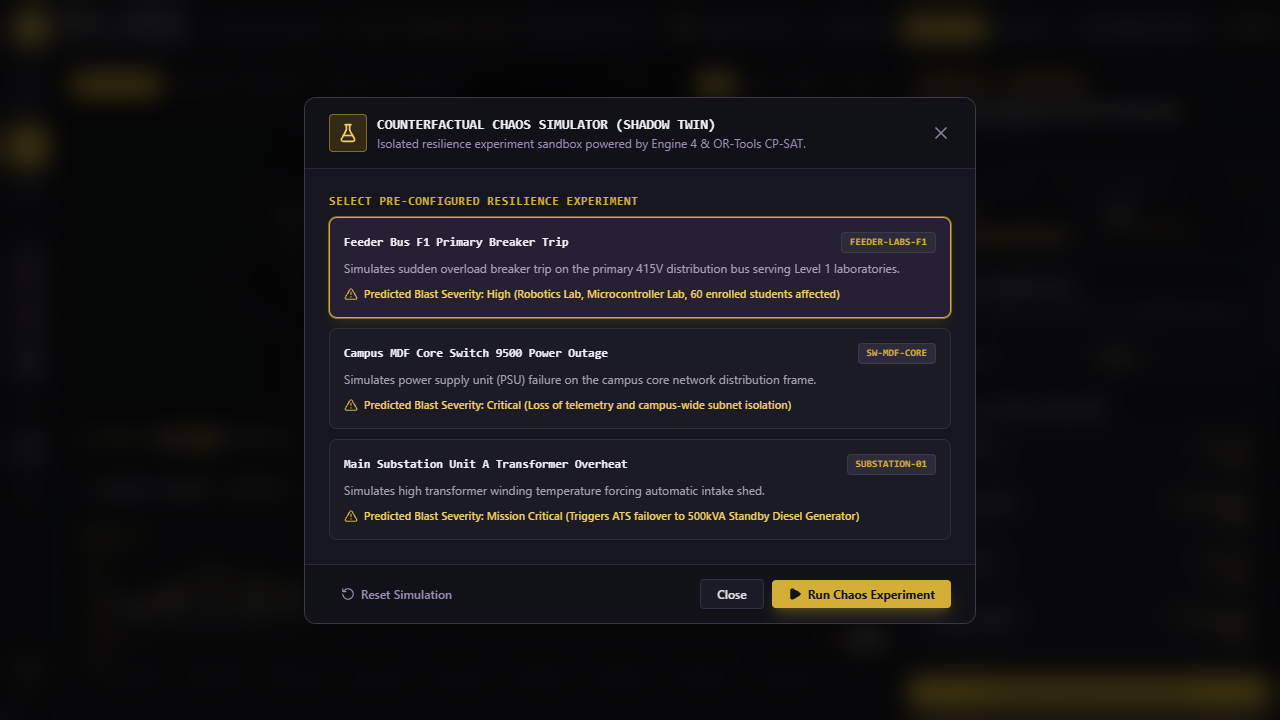 COUNTERFACTUAL CHAOS SIMULATOR (SHADOW TWIN)
Isolated resilience experiment sandbox powered by Engine 4 & OR-Tools CP-SAT.
SELECT PRE-CONFIGURED RESILIENCE EXPERIMENT
Feeder Bus F1 Primary Breaker Trip
FEEDER-LABS-F1
Simulates sudden overload breaker trip on the primary 415V distribution bus serving Level 1 laboratories.
Predicted Blast Severity: High (Robotics Lab, Microcontroller Lab, 60 enrolled students affected)
Campus MDF Core Switch 9500 Power Outage
SW-MDF-CORE
Simulates power supply unit (PSU) failure on the campus core network distribution frame.
Predicted Blast Severity: Critical (Loss of telemetry and campus-wide subnet isolation)
Main Substation Unit A Transformer Overheat
SUBSTATION-01
Simulates high transformer winding temperature forcing automatic intake shed.
Predicted Blast Severity: Mission Critical (Triggers ATS failover to 500kVA Standby Diesel Generator)
Reset Simulation
Close
Run Chaos Experiment